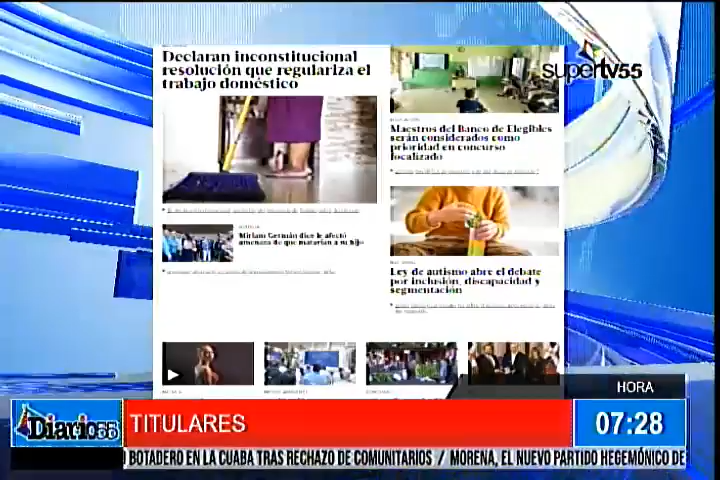 Declaran inconstitucional
resolución que regulariza el
trabajo doméstico
supertv55
Maestros del Banco de Elegibles
serán considerados como
prioridad en concurso
focalizado
Miriam Germán dice le afectó
amenaza de que matarían a su hijo
Ley de autismo abre el debate
por inclusión, discapacidad y
segmentación
HORA
Diario55
TITULARES
07:28
BOTADERO EN LA CUABA TRAS RECHAZO DE COMUNITARIOS / MORENA, EL NUEVO PARTIDO HEGEMÓNICO DE